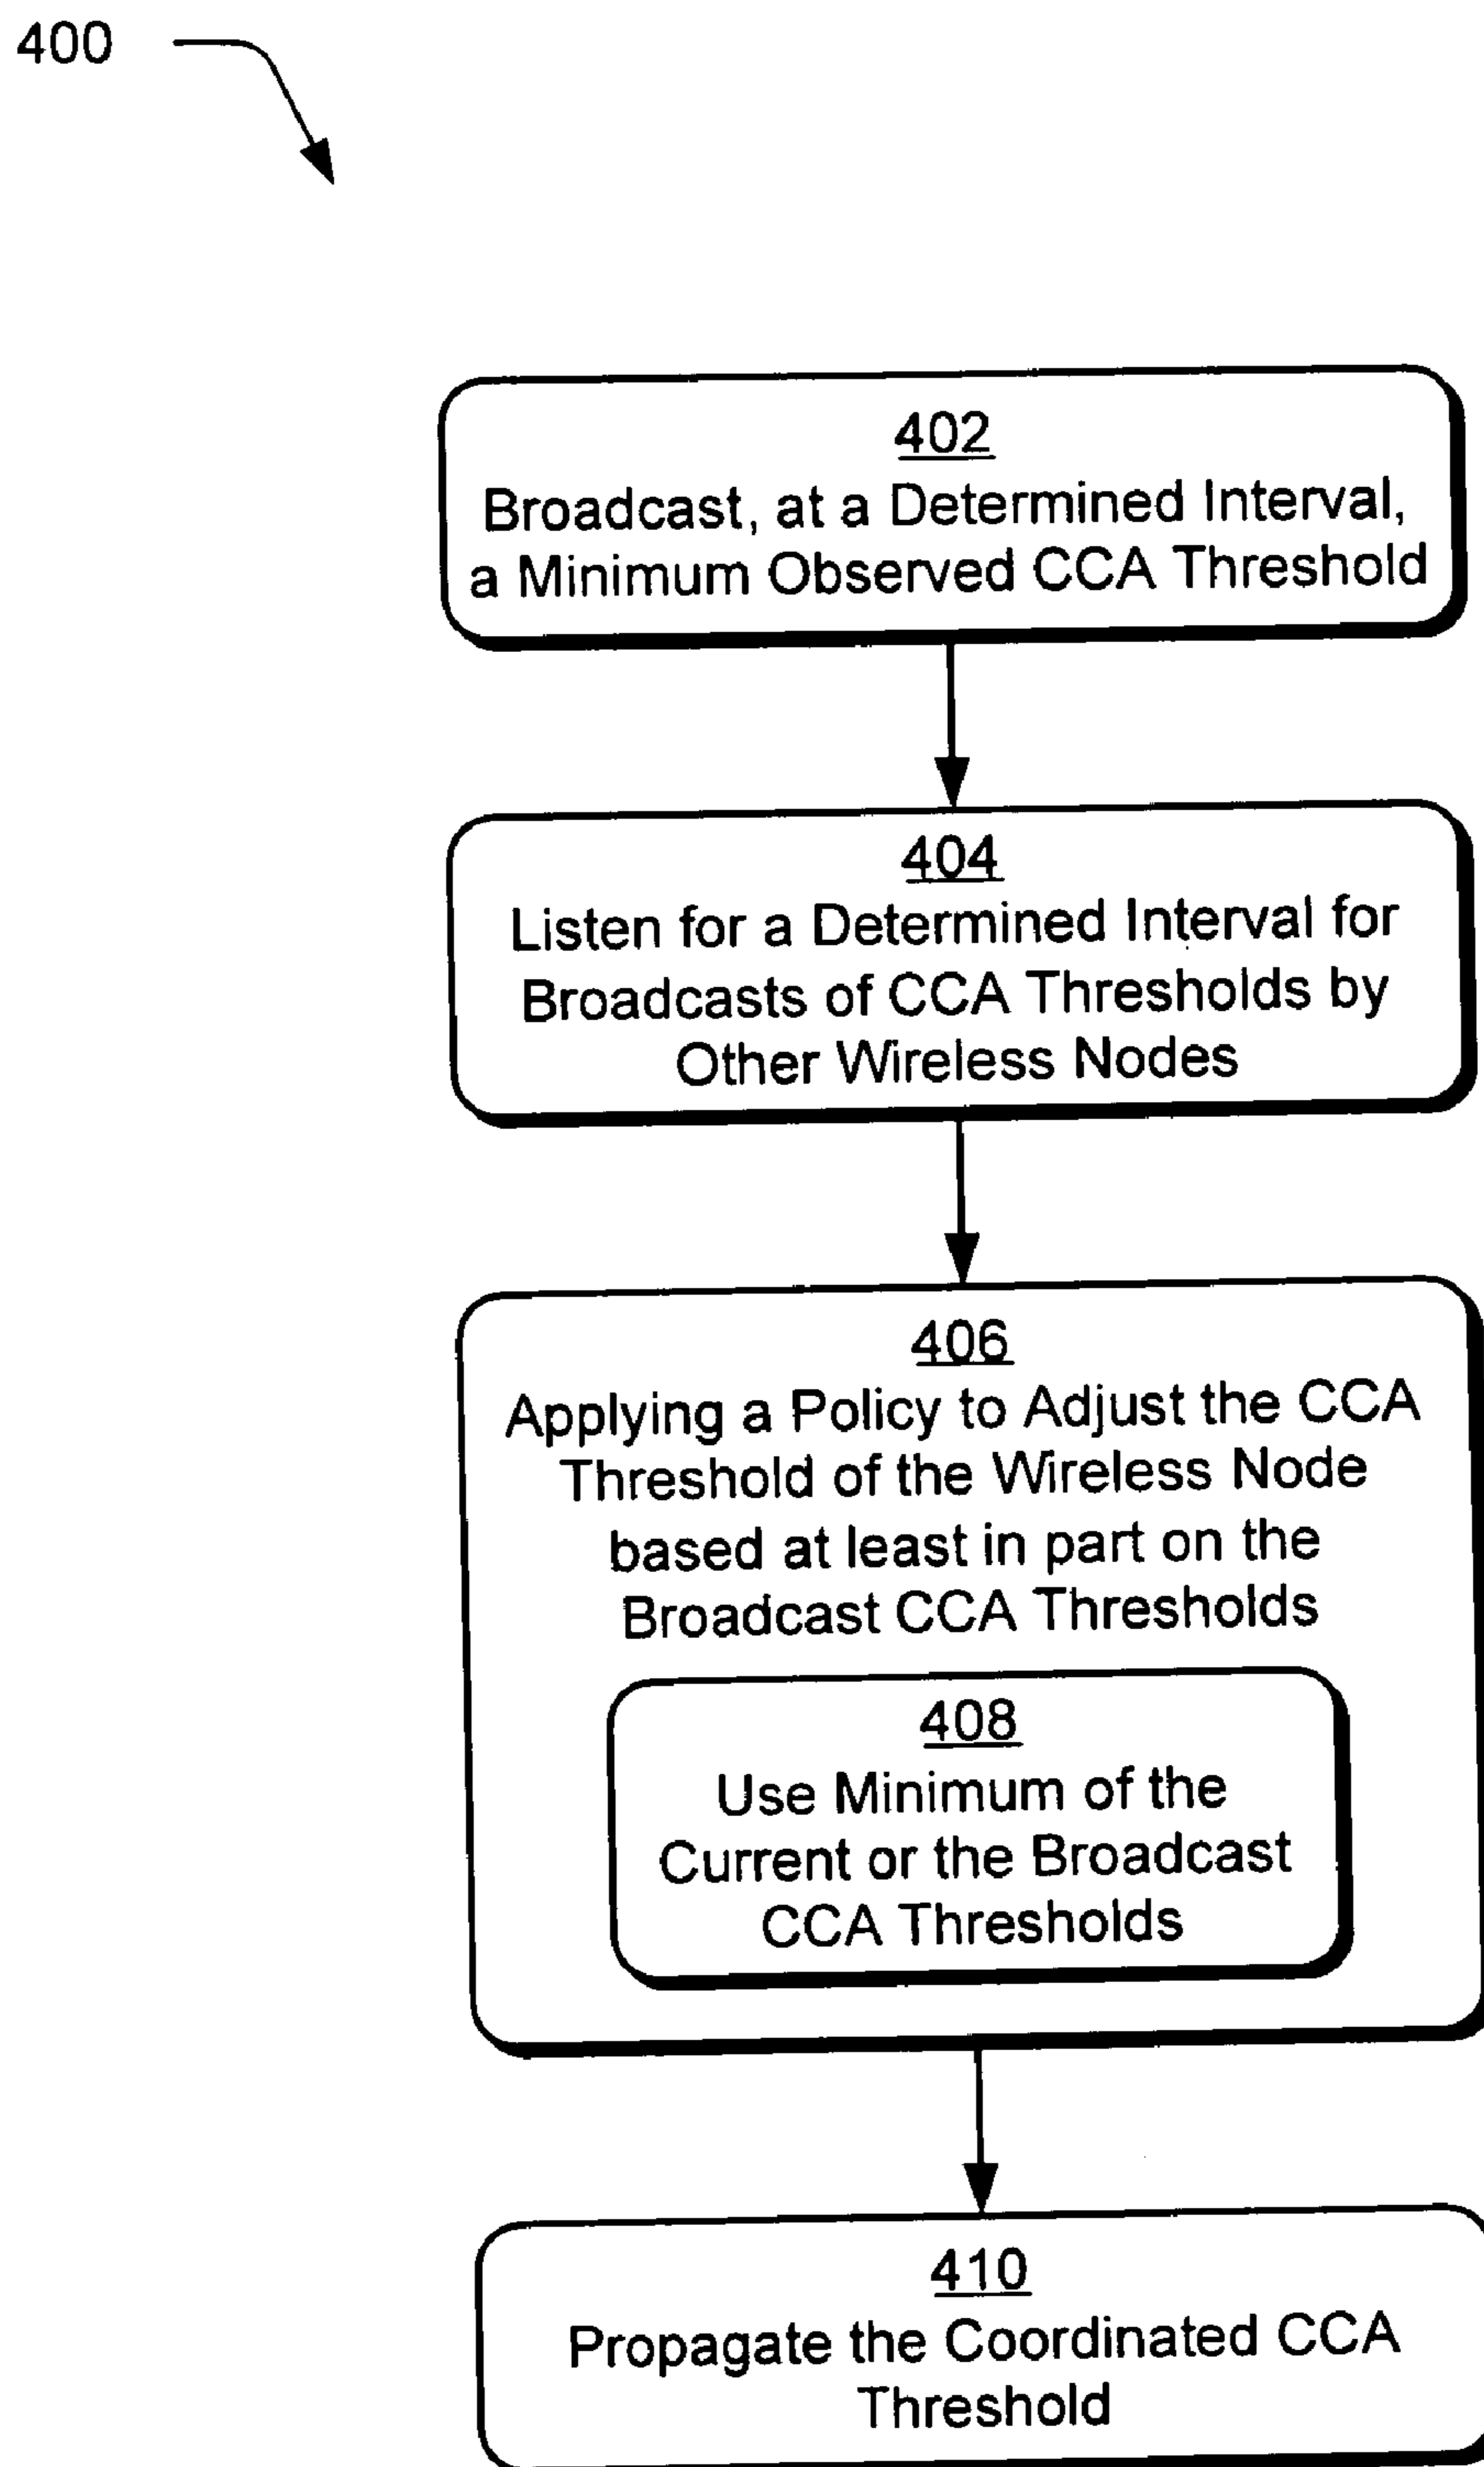 400
402
Broadcast, at a Determined Interval,
a Minimum Observed CCA Threshold
404
Listen for a Determined Interval for
Broadcasts of CCA Thresholds by
Other Wireless Nodes
406
Applying a Policy to Adjust the CCA
Threshold of the Wireless Node
based at least in part on the
Broadcast CCA Thresholds
408
Use Minimum of the
Current or the Broadcast
CCA Thresholds
410
Propagate the Coordinated CCA
Threshold